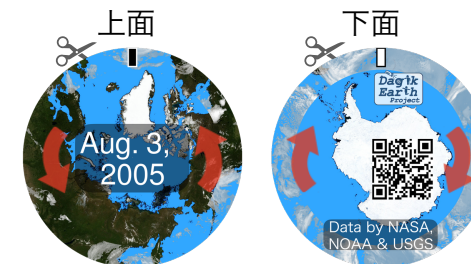 上面
下面
Aug. 3,
2005
Dagik
Earth
Project
Data by NASA,
NOAA & USGS